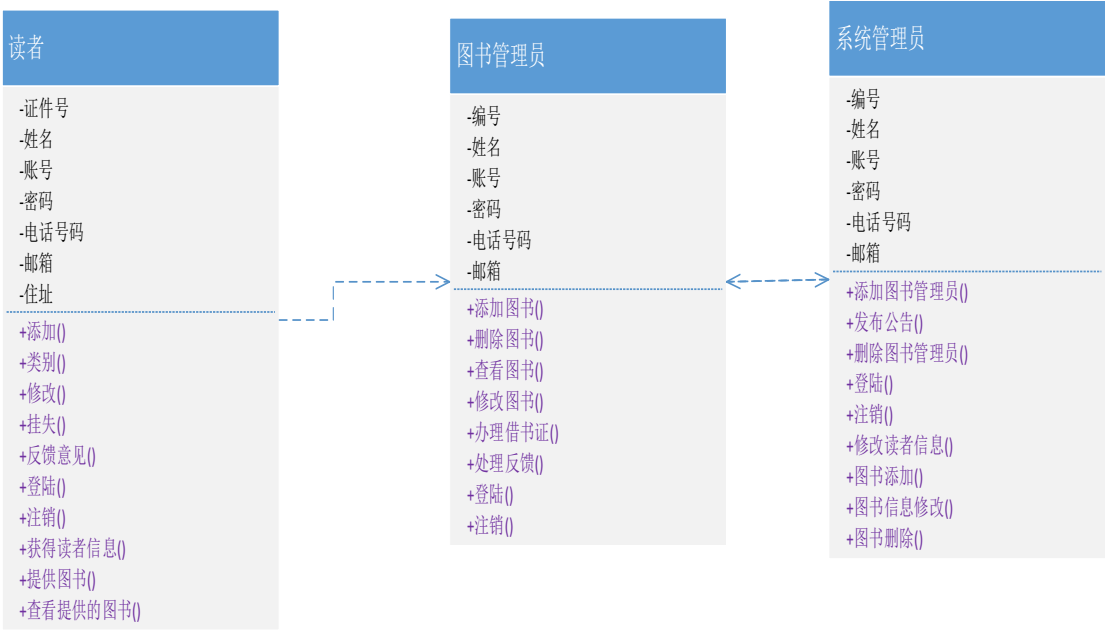 读者
-证件号
-姓名
-账号
-密码
-电话号码
-邮箱
-住址
+添加()
+类别()
+修改()
+挂失()
+反馈意见()
+登陆()
+注销()
+获得读者信息()
+提供图书()
+查看提供的图书()
图书管理员
-编号
-姓名
-账号
-密码
-电话号码
-邮箱
+添加图书()
+删除图书()
+查看图书()
+修改图书()
+办理借书证()
+处理反馈()
+登陆()
+注销()
系统管理员
-编号
-姓名
-账号
-密码
-电话号码
-邮箱
+添加图书管理员()
+发布公告()
+删除图书管理员()
+登陆()
+注销()
+修改读者信息()
+图书添加()
+图书信息修改()
+图书删除()